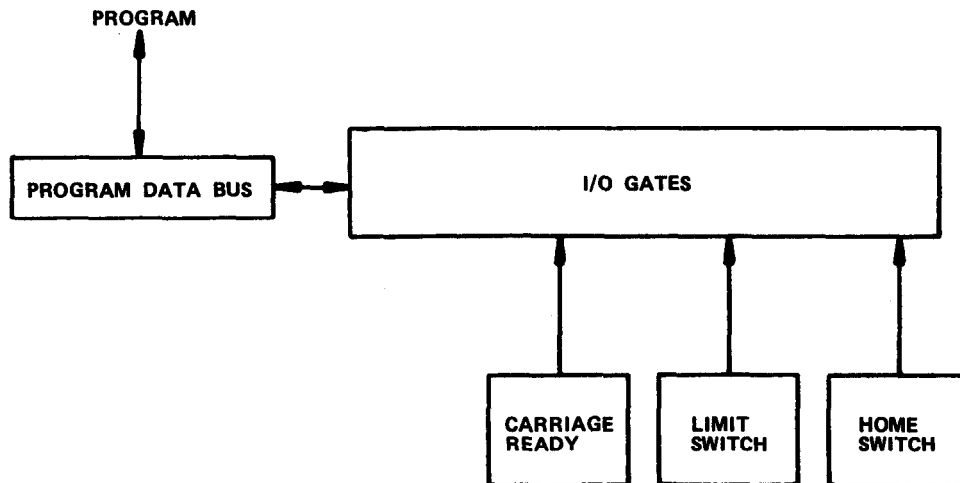 PROGRAM
PROGRAM DATA BUS
I/O GATES
CARRIAGE
READY
LIMIT
SWITCH
HOME
SWITCH